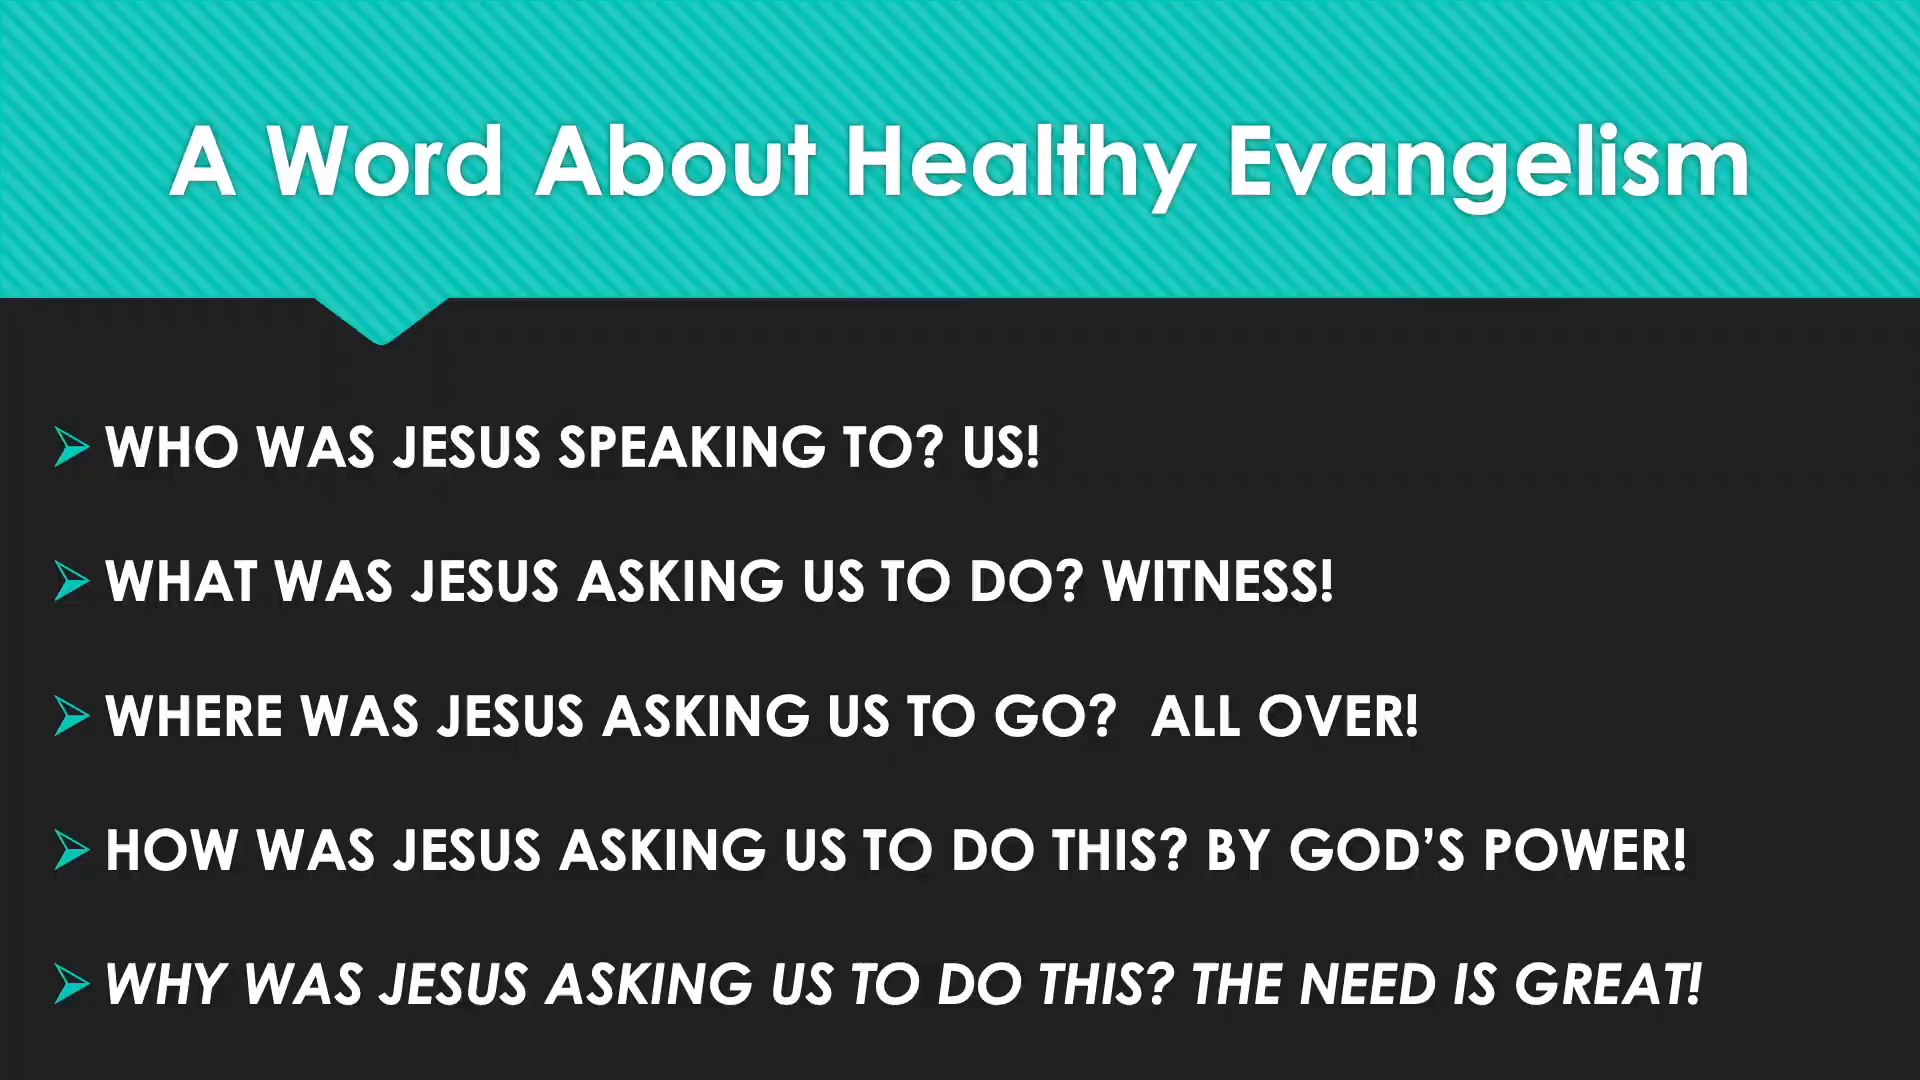 A Word About Healthy Evangelism
WHO WAS JESUS SPEAKING TO? US!
WHAT WAS JESUS ASKING US TO DO? WITNESS!
WHERE WAS JESUS ASKING US TO GO?  ALL OVER!
HOW WAS JESUS ASKING US TO DO THIS? BY GOD’S POWER!
WHY WAS JESUS ASKING US TO DO THIS? THE NEED IS GREAT!